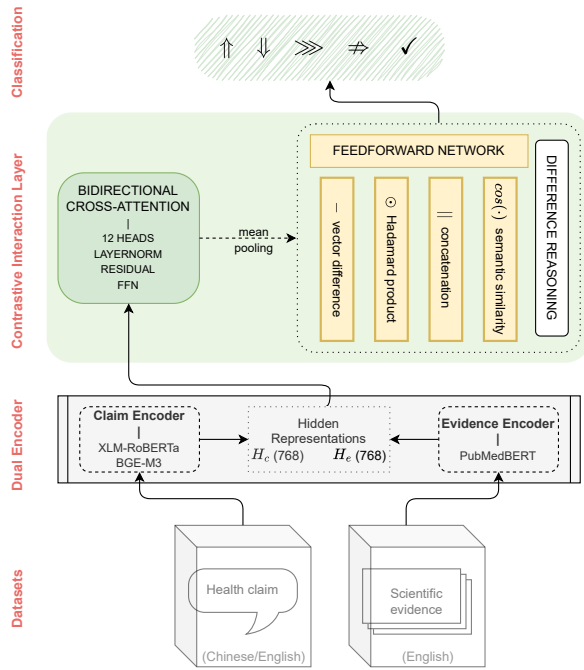 Classification
⇑ ⇓ ⋙ ⇏ ✓
Contrastive Interaction Layer
BIDIRECTIONAL
CROSS-ATTENTION
|
12 HEADS
LAYERNORM
RESIDUAL
FFN
mean
pooling
FEEDFORWARD NETWORK
− vector difference
⊙ Hadamard product
|| concatenation
cos(·) semantic similarity
DIFFERENCE REASONING
Dual Encoder
Claim Encoder
|
XLM-RoBERTa
BGE-M3
Hidden
Representations
H_c (768) H_e (768)
Evidence Encoder
|
PubMedBERT
Datasets
Health claim
(Chinese/English)
Scientific
evidence
(English)